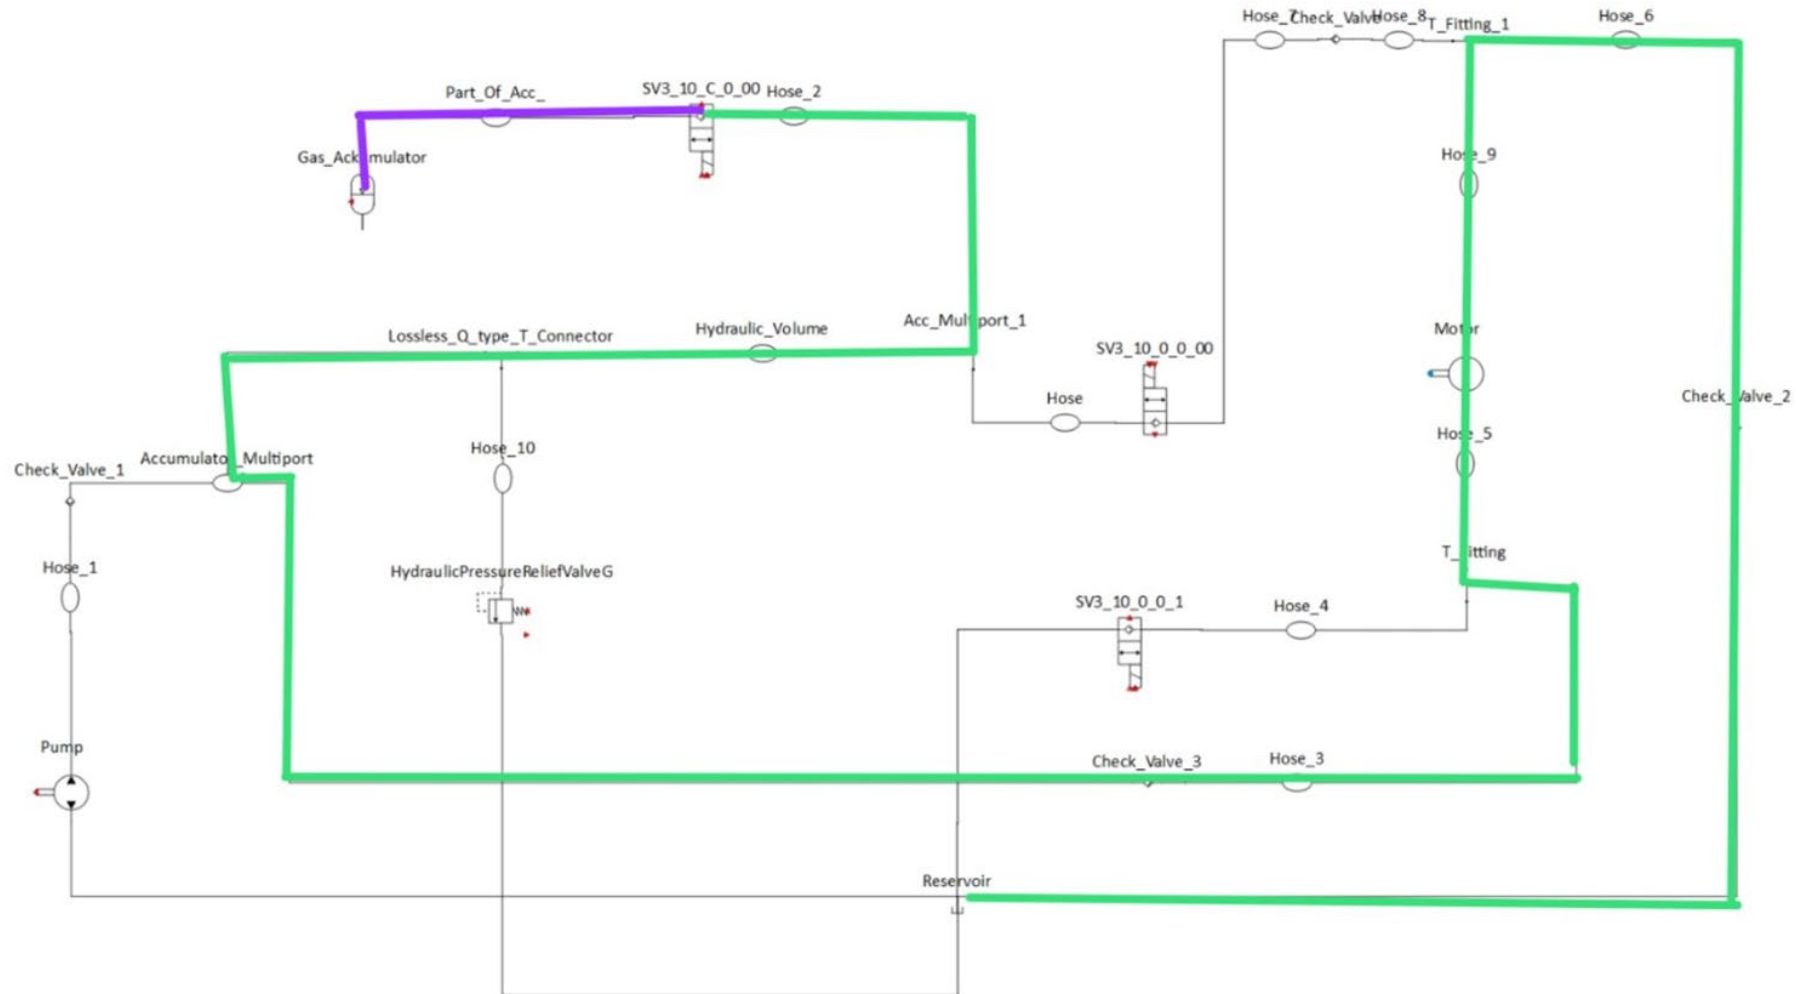 Hose_7
Check_Valve
Hose_8
T_Fitting_1
Hose_6
Part_Of_Acc_
SV3_10_C_0_00
Hose_2
Gas_Ackumulator
Hose_9
Lossless_Q_type_T_Connector
Hydraulic_Volume
Acc_Multiport_1
SV3_10_0_0_00
Motor
Hose
Check_Valve_2
Hose_5
Check_Valve_1
Accumulator_Multiport
Hose_10
T_Fitting
Hose_1
HydraulicPressureReliefValveG
SV3_10_0_0_1
Hose_4
Pump
Check_Valve_3
Hose_3
Reservoir